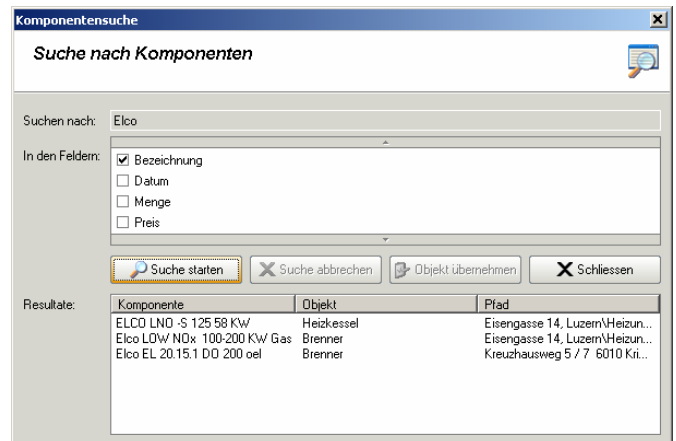 Komponentensuche
Suche nach Komponenten
Suchen nach: Elco
In den Feldern: Bezeichnung
Datum
Menge
Preis
Suche starten Suche abbrechen Objekt übernehmen Schliessen
Resultate: Komponente Objekt Pfad
ELCO LNO -S 125 58 KW Heizkessel Eisengasse 14, Luzern\Heizun...
Elco LOW NOx 100-200 KW Gas Brenner Eisengasse 14, Luzern\Heizun...
Elco EL 20.15.1 DO 200 oel Brenner Kreuzhausweg 5 / 7 6010 Kri...